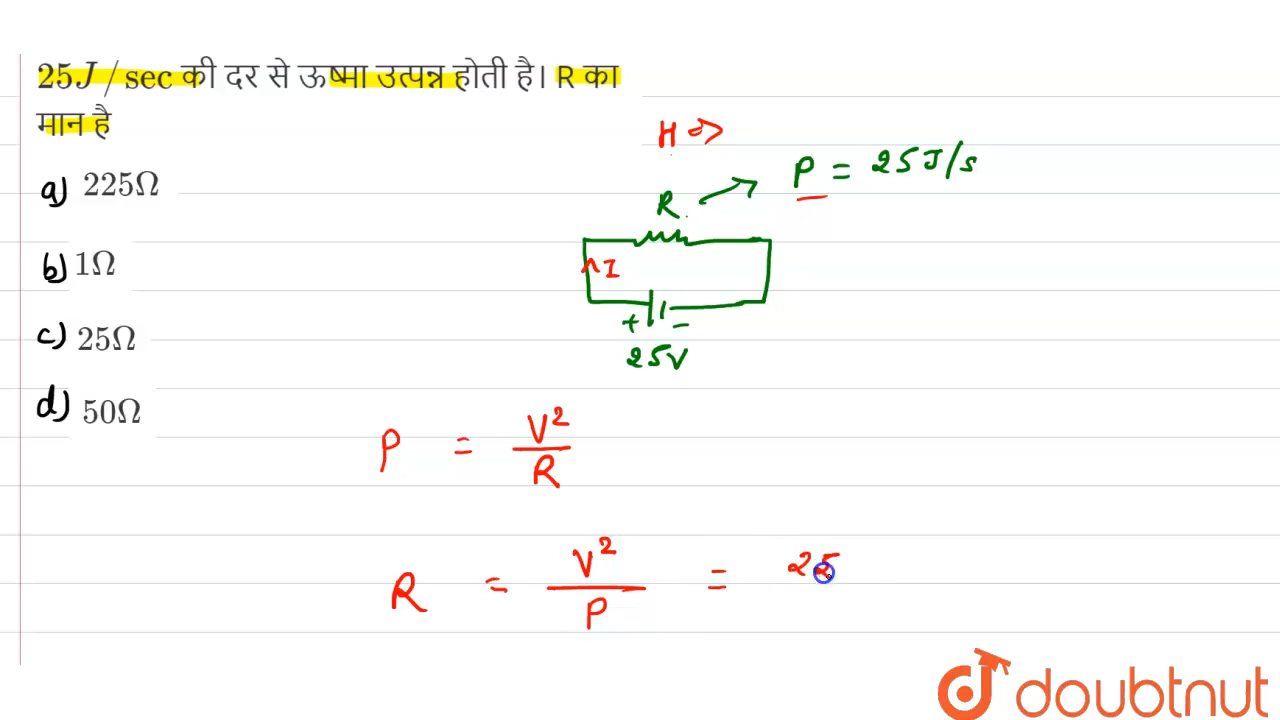 25J/sec की दर से ऊष्मा उत्पन्न होती है। R का
मान है
a) 225Ω
b) 1Ω
c) 25Ω
d) 50Ω
H ⇒
R
P = 25J/s
I
+ -
25V
P = V²/R
R = V²/P = 25
doubtnut